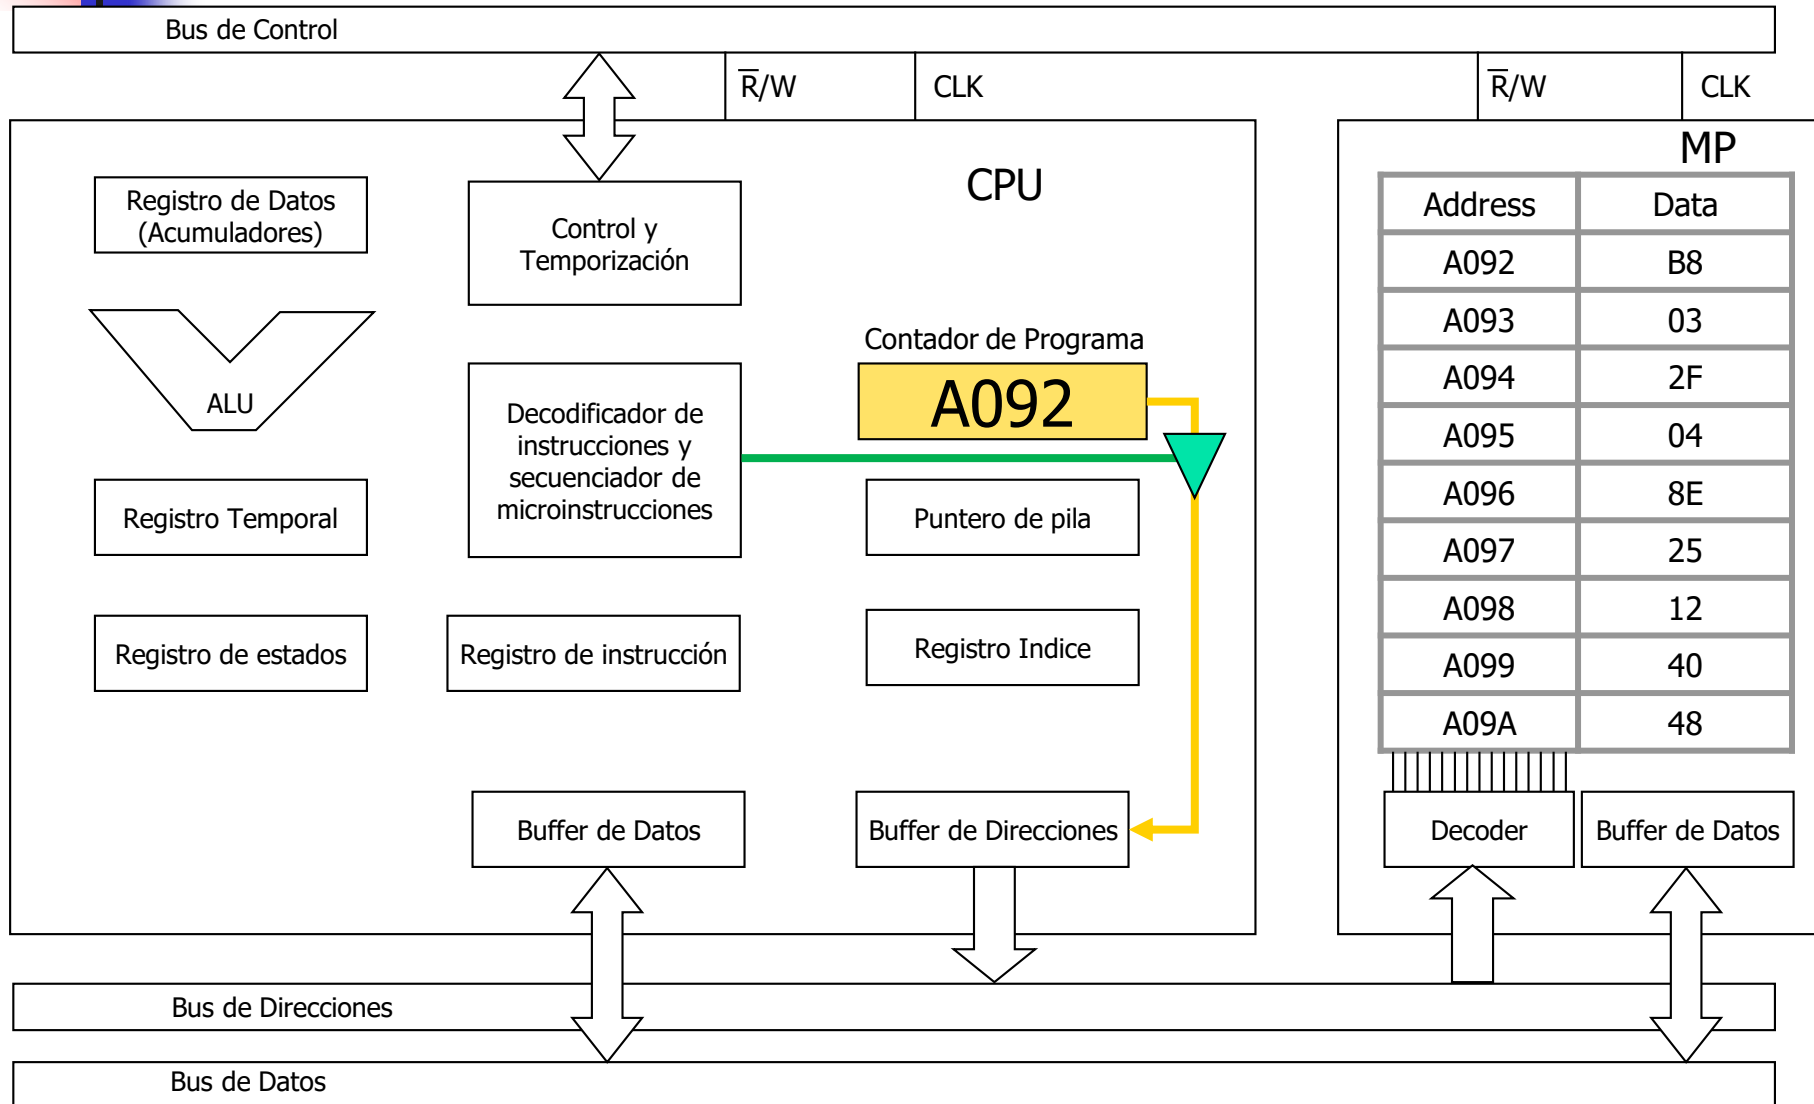 Bus de Control
R̅/W
CLK
R̅/W
CLK
CPU
MP
Registro de Datos
(Acumuladores)
Control y
Temporización
ALU
Decodificador de
instrucciones y
secuenciador de
microinstrucciones
Contador de Programa
A092
Registro Temporal
Puntero de pila
Registro de estados
Registro de instrucción
Registro Indice
Buffer de Datos
Buffer de Direcciones
Address Data
A092 B8
A093 03
A094 2F
A095 04
A096 8E
A097 25
A098 12
A099 40
A09A 48
Decoder
Buffer de Datos
Bus de Direcciones
Bus de Datos